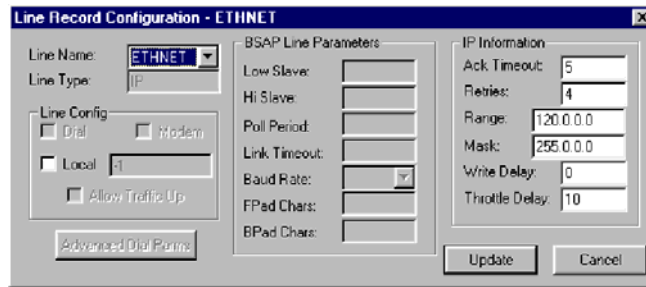 Line Record Configuration - ETHNET
Line Name: ETHNET
Line Type: IP
Line Config
Dial
Modem
Local -1
Allow Traffic Up
Advanced Dial Parms
BSAP Line Parameters
Low Slave:
Hi Slave:
Poll Period:
Link Timeout:
Baud Rate:
FPad Chars:
BPad Chars:
IP Information
Ack Timeout: 5
Retries: 4
Range: 120.0.0.0
Mask: 255.0.0.0
Write Delay: 0
Throttle Delay: 10
Update
Cancel